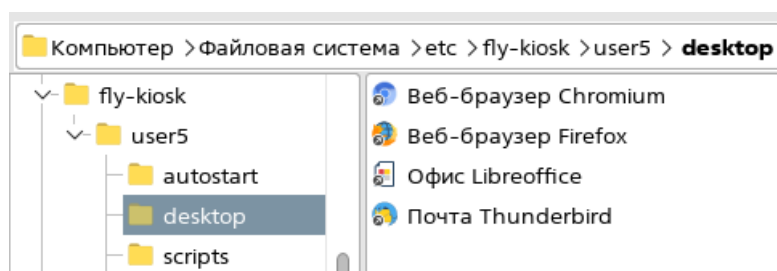 Компьютер >Файловая система >etc >fly-kiosk >user5 > desktop
fly-kiosk
user5
autostart
desktop
scripts
Веб-браузер Chromium
Веб-браузер Firefox
Офис Libreoffice
Почта Thunderbird